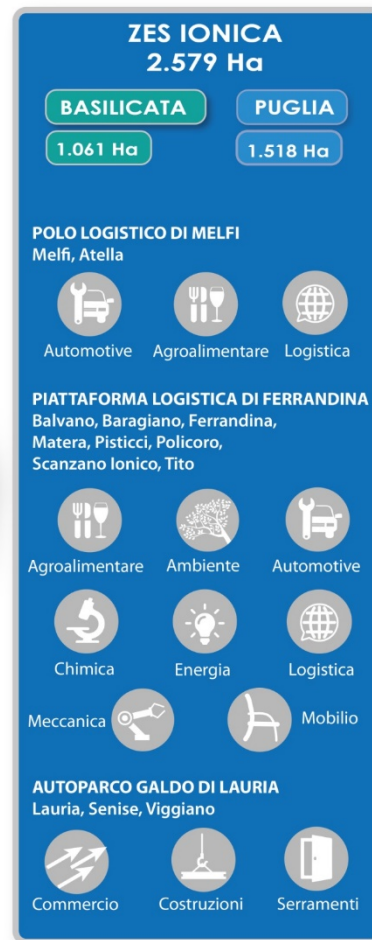 ZES IONICA
2.579 Ha
BASILICATA PUGLIA
1.061 Ha 1.518 Ha
POLO LOGISTICO DI MELFI
Melfi, Atella
Automotive Agroalimentare Logistica
PIATTAFORMA LOGISTICA DI FERRANDINA
Balvano, Baragiano, Ferrandina,
Matera, Pisticci, Policoro,
Scanzano Ionico, Tito
Agroalimentare Ambiente Automotive
Chimica Energia Logistica
Meccanica Mobilio
AUTOPARCO GALDO DI LAURIA
Lauria, Senise, Viggiano
Commercio Costruzioni Serramenti